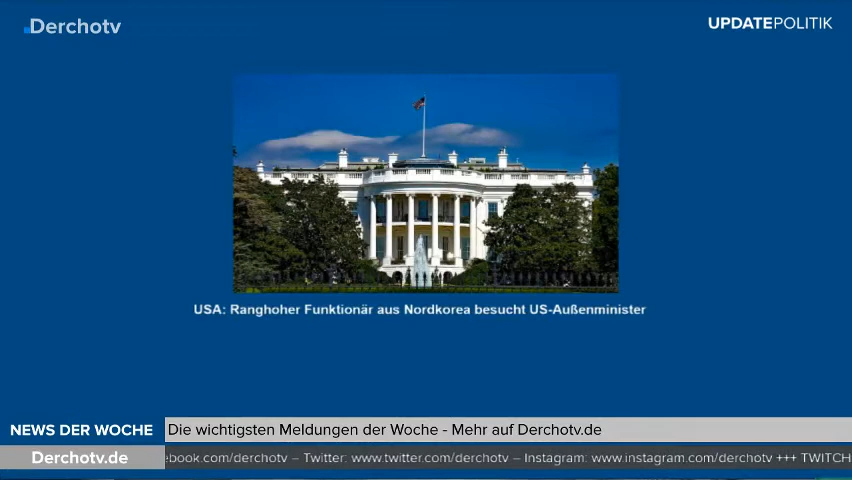 Derchotv
UPDATEPOLITIK
USA: Ranghoher Funktionär aus Nordkorea besucht US-Außenminister
NEWS DER WOCHE
Die wichtigsten Meldungen der Woche - Mehr auf Derchotv.de
Derchotv.de
book.com/derchotv – Twitter: www.twitter.com/derchotv – Instagram: www.instagram.com/derchotv +++ TWITCH